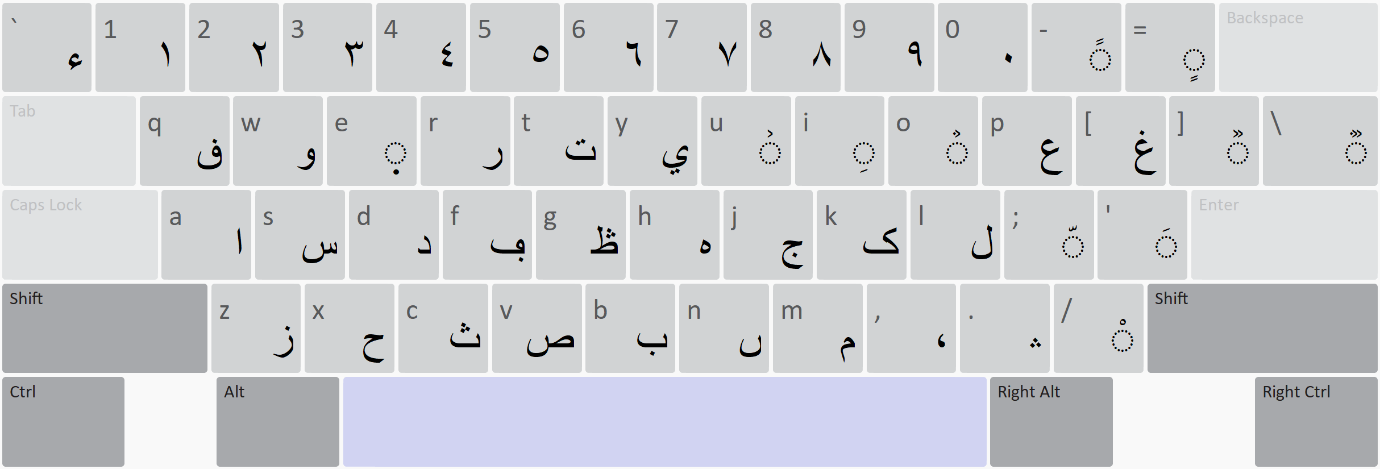 ` 1 2 3 4 5 6 7 8 9 0 - = Backspace
ء ١ ٢ ٣ ٤ ٥ ٦ ٧ ٨ ٩ ٠ ◌ً ◌ٍ
Tab q w e r t y u i o p [ ] \
ف و ◌ٜ ر ت ي ◌ࣸ ◌ِ ◌ࣽ ع غ ◌ࣻ ◌ࣼ
Caps Lock a s d f g h j k l ; ' Enter
ا س د ڢ ڟ ه ج ک ل ◌ّ ◌َ
Shift z x c v b n m , . / Shift
ز ح ث ص ب ں م ، ؞ ◌ْ
Ctrl Alt Right Alt Right Ctrl